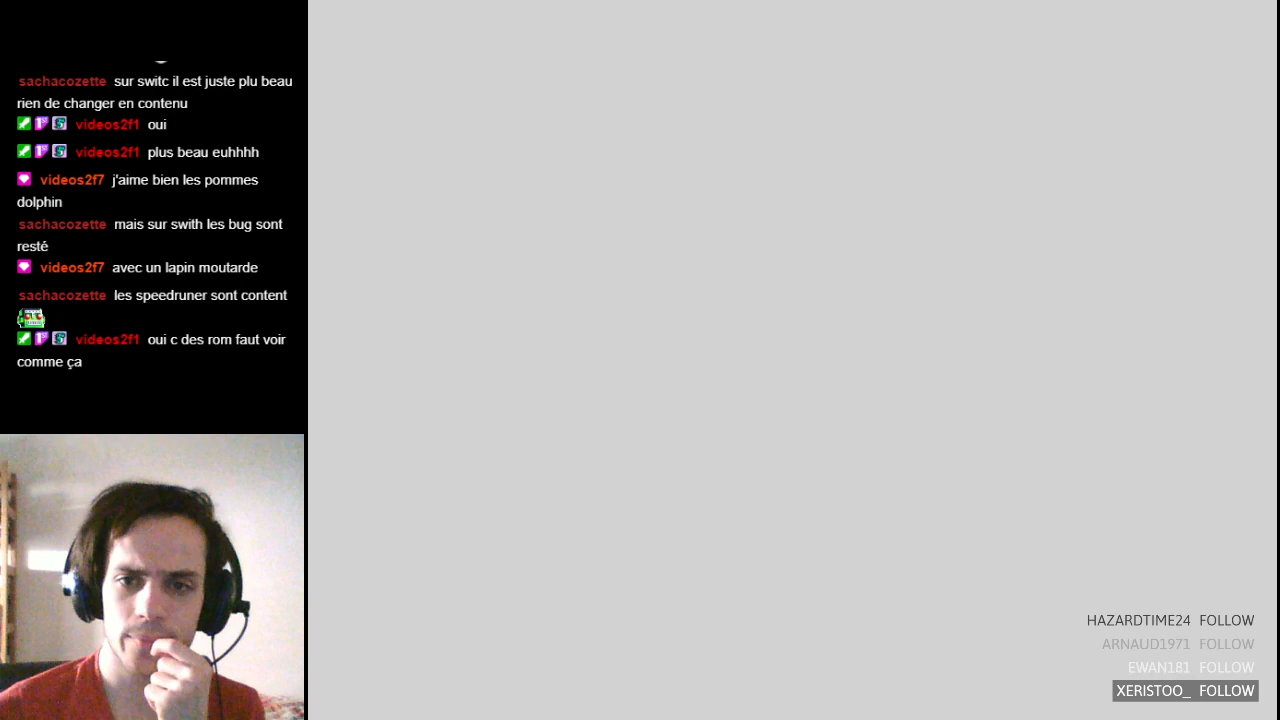 sachacozette sur switc il est juste plu beau
rien de changer en contenu
videos2f1 oui
videos2f1 plus beau euhhhh
videos2f7 j'aime bien les pommes
dolphin
sachacozette mais sur swith les bug sont
resté
videos2f7 avec un lapin moutarde
sachacozette les speedruner sont content
videos2f1 oui c des rom faut voir
comme ça
HAZARDTIME24 FOLLOW
ARNAUD1971 FOLLOW
EWAN181 FOLLOW
XERISTOO_ FOLLOW